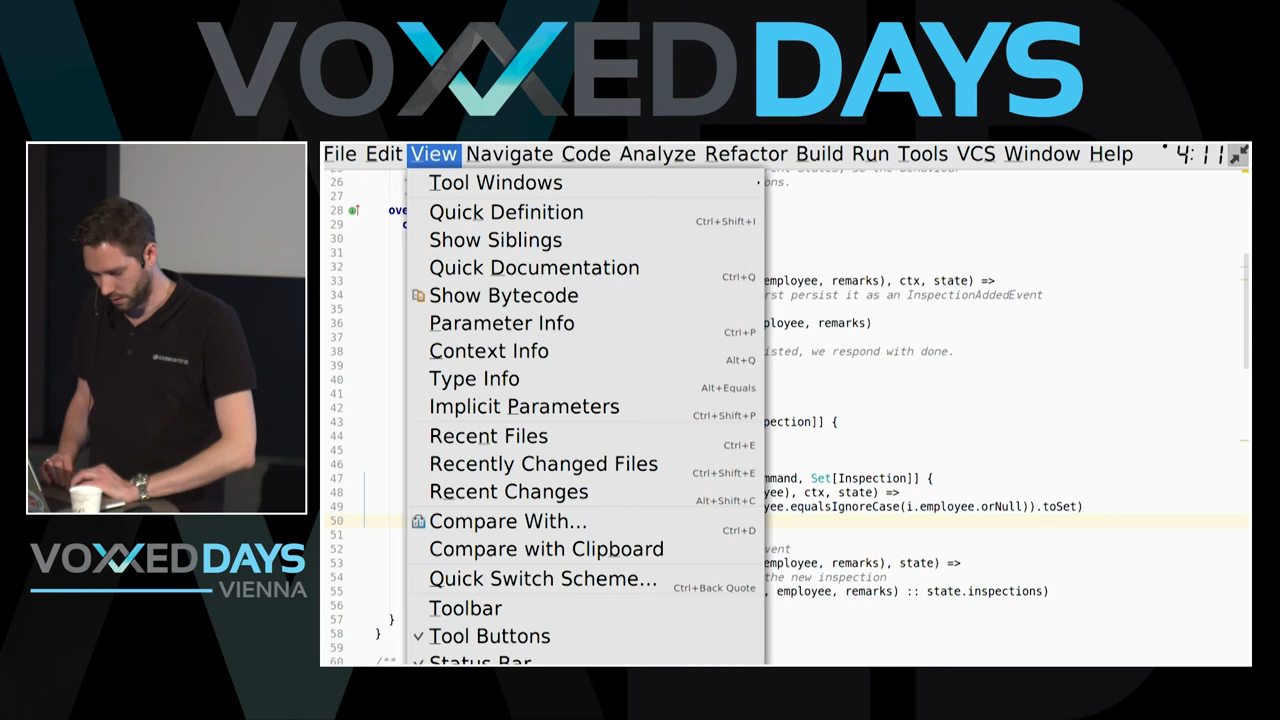 VOXXED DAYS
File Edit View Navigate Code Analyze Refactor Build Run Tools VCS Window Help 4:11
26 ons.
27
28 ove
29
30
31
32
33 employee, remarks), ctx, state) =>
34 rst persist it as an InspectionAddedEvent
35
36 ployee, remarks)
37
38 isted, we respond with done.
39
40
41
42
43 pection]] {
44
45
46
47 mmand, Set[Inspection]] {
48 yee), ctx, state) =>
49 yee.equalsIgnoreCase(i.employee.orNull)).toSet)
50
51
52 vent
53 employee, remarks), state) =>
54 the new inspection
55 , employee, remarks) :: state.inspections)
56
57 }
58 }
59
60 /**
Tool Windows
Quick Definition Ctrl+Shift+I
Show Siblings
Quick Documentation Ctrl+Q
Show Bytecode
Parameter Info Ctrl+P
Context Info Alt+Q
Type Info Alt+Equals
Implicit Parameters Ctrl+Shift+P
Recent Files Ctrl+E
Recently Changed Files Ctrl+Shift+E
Recent Changes Alt+Shift+C
Compare With... Ctrl+D
Compare with Clipboard
Quick Switch Scheme... Ctrl+Back Quote
Toolbar
Tool Buttons
Status Bar
codecentric
VOXXED DAYS
VIENNA